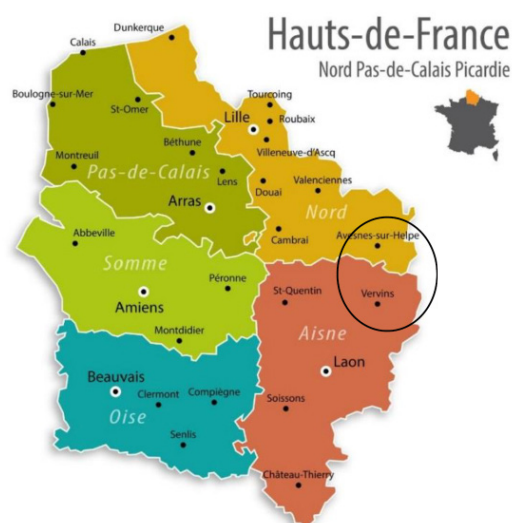 Hauts-de-France
Nord Pas-de-Calais Picardie
Dunkerque
Calais
Boulogne-sur-Mer
St-Omer
Tourcoing
Lille
Roubaix
Villeneuve-d'Ascq
Béthune
Montreuil
Pas-de-Calais
Lens
Douai
Valenciennes
Arras
Nord
Cambrai
Avesnes-sur-Helpe
Abbeville
Somme
Péronne
St-Quentin
Vervins
Amiens
Montdidier
Aisne
Laon
Beauvais
Clermont
Compiègne
Soissons
Oise
Senlis
Château-Thierry